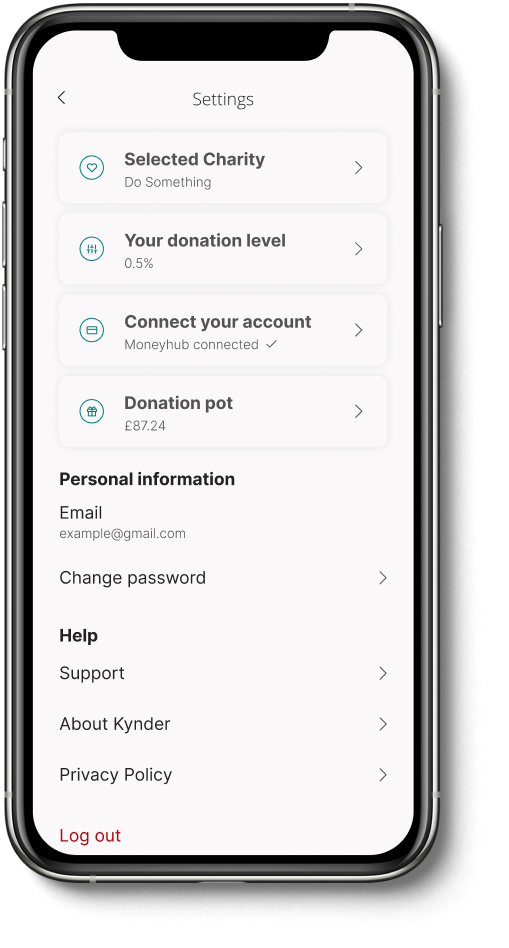 Settings
Selected Charity
Do Something
Your donation level
0.5%
Connect your account
Moneyhub connected
Donation pot
£87.24
Personal information
Email
example@gmail.com
Change password
Help
Support
About Kynder
Privacy Policy
Log out